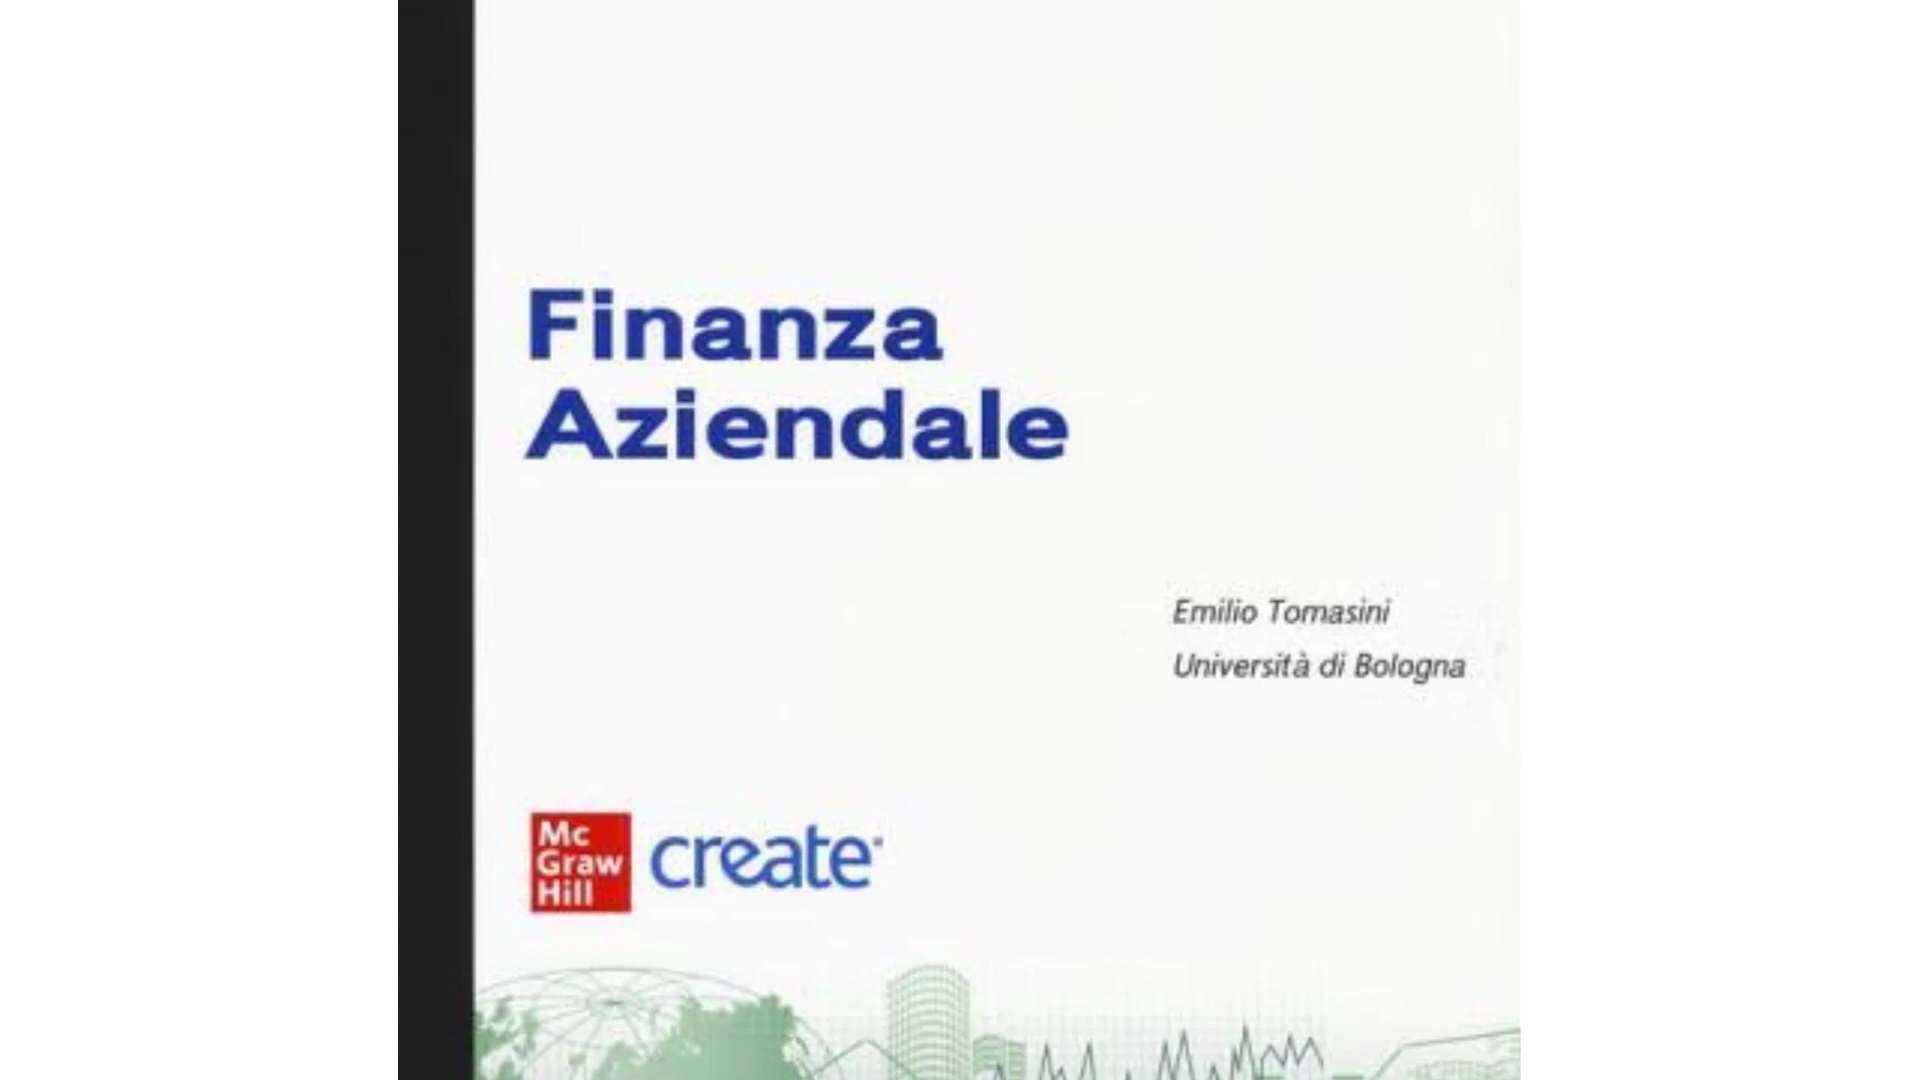 Finanza
Aziendale
Emilio Tomasini
Università di Bologna
Mc
Graw
Hill
create